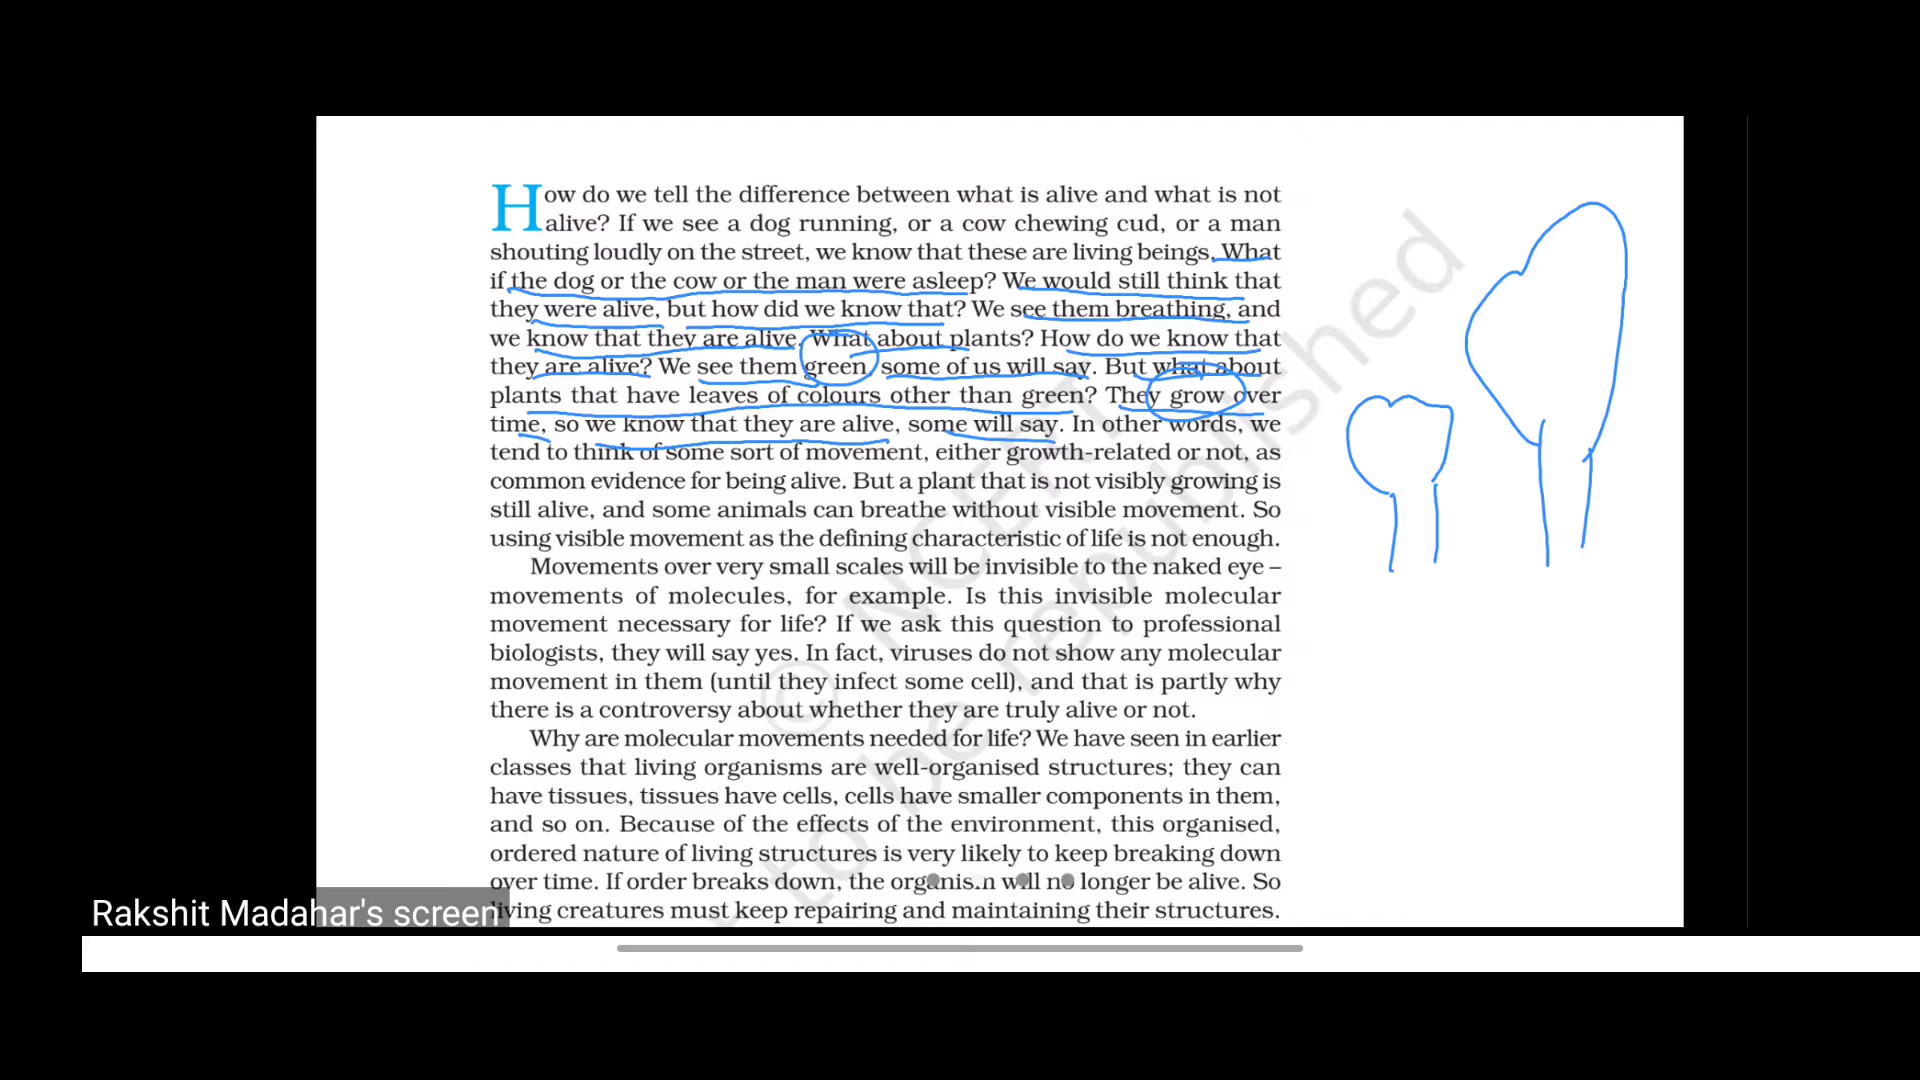 How do we tell the difference between what is alive and what is not
alive? If we see a dog running, or a cow chewing cud, or a man
shouting loudly on the street, we know that these are living beings. What
if the dog or the cow or the man were asleep? We would still think that
they were alive, but how did we know that? We see them breathing, and
we know that they are alive. What about plants? How do we know that
they are alive? We see them green, some of us will say. But what about
plants that have leaves of colours other than green? They grow over
time, so we know that they are alive, some will say. In other words, we
tend to think of some sort of movement, either growth-related or not, as
common evidence for being alive. But a plant that is not visibly growing is
still alive, and some animals can breathe without visible movement. So
using visible movement as the defining characteristic of life is not enough.
Movements over very small scales will be invisible to the naked eye –
movements of molecules, for example. Is this invisible molecular
movement necessary for life? If we ask this question to professional
biologists, they will say yes. In fact, viruses do not show any molecular
movement in them (until they infect some cell), and that is partly why
there is a controversy about whether they are truly alive or not.
Why are molecular movements needed for life? We have seen in earlier
classes that living organisms are well-organised structures; they can
have tissues, tissues have cells, cells have smaller components in them,
and so on. Because of the effects of the environment, this organised,
ordered nature of living structures is very likely to keep breaking down
over time. If order breaks down, the organism will no longer be alive. So
living creatures must keep repairing and maintaining their structures.
© NCERT
to be republished
Rakshit Madahar's screen